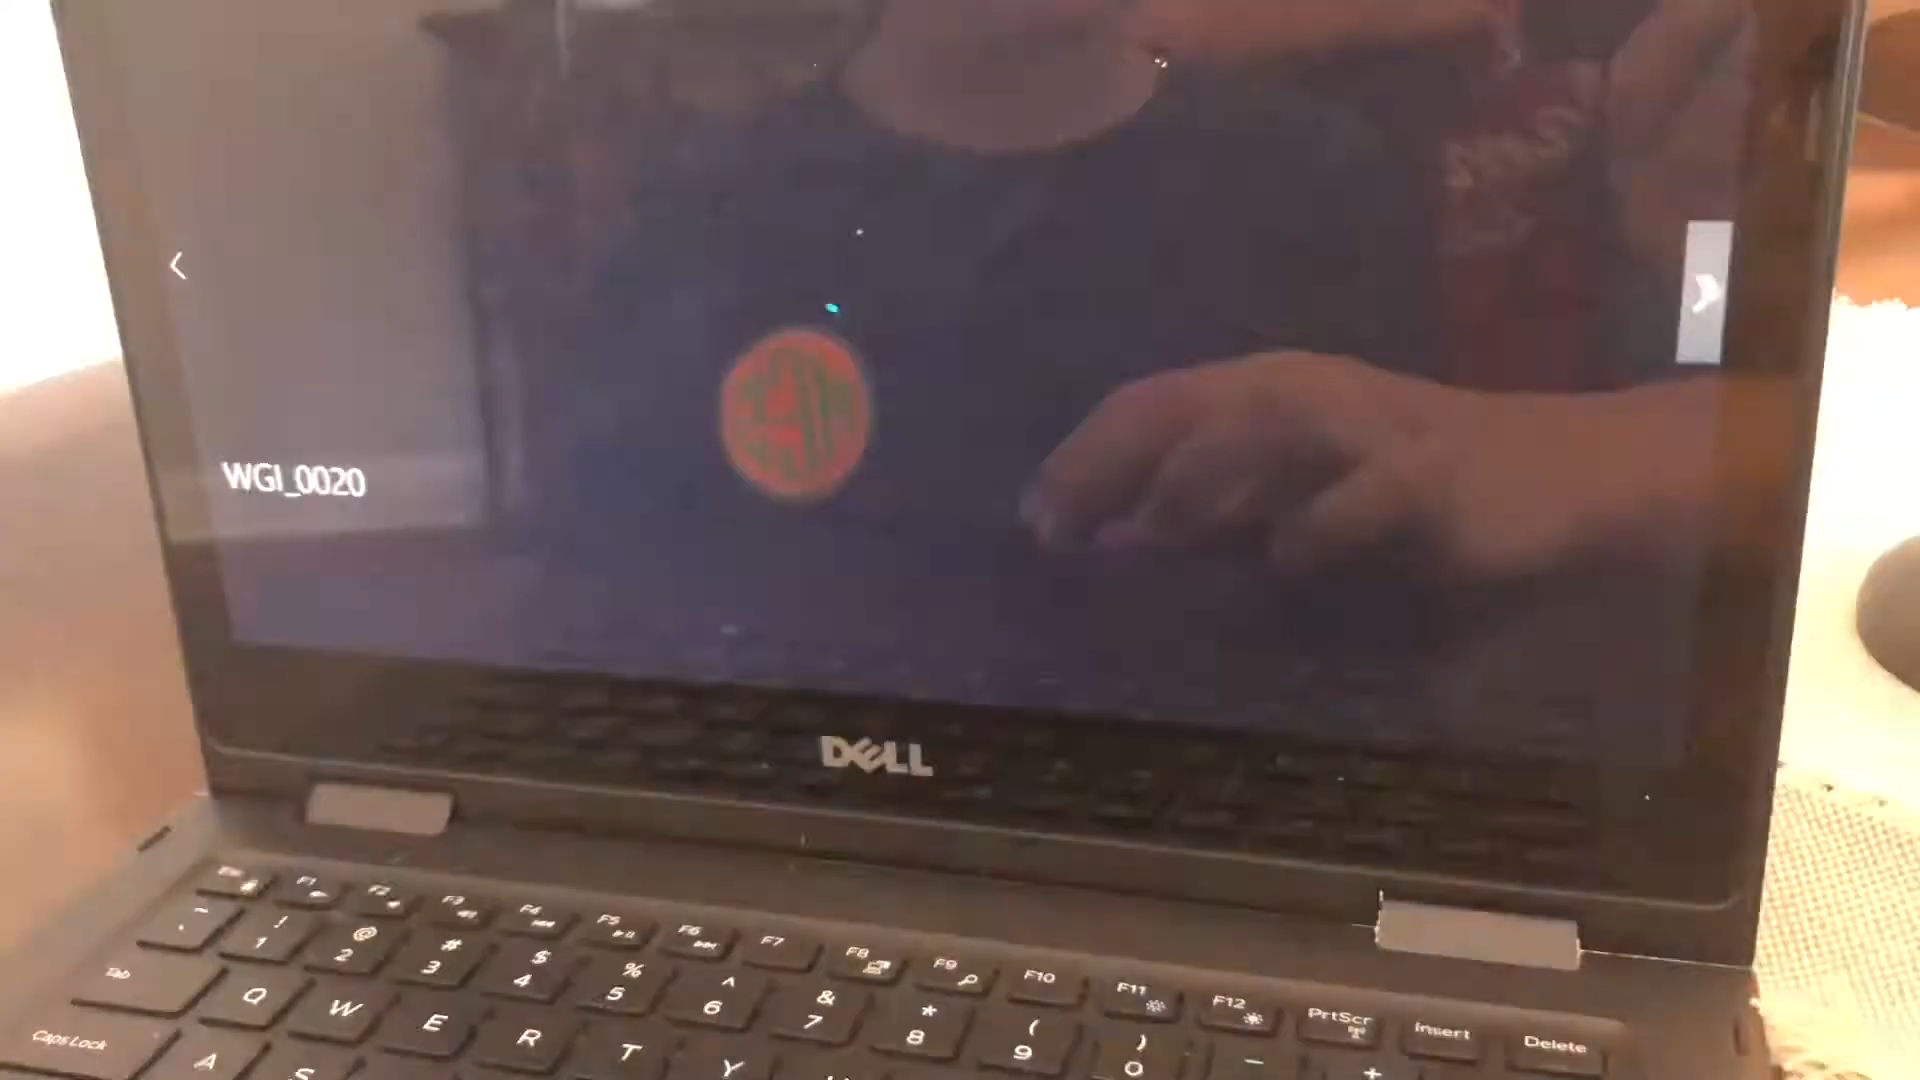 WGI_0020
DELL
Esc F1 F2 F3 F4 F5 F6 F7 F8 F9 F10 F11 F12 PrtScr Insert Delete
~ ! @ # $ % ^ & * ( ) _ +
` 1 2 3 4 5 6 7 8 9 0
Tab Q W E R T Y
Caps Lock A S